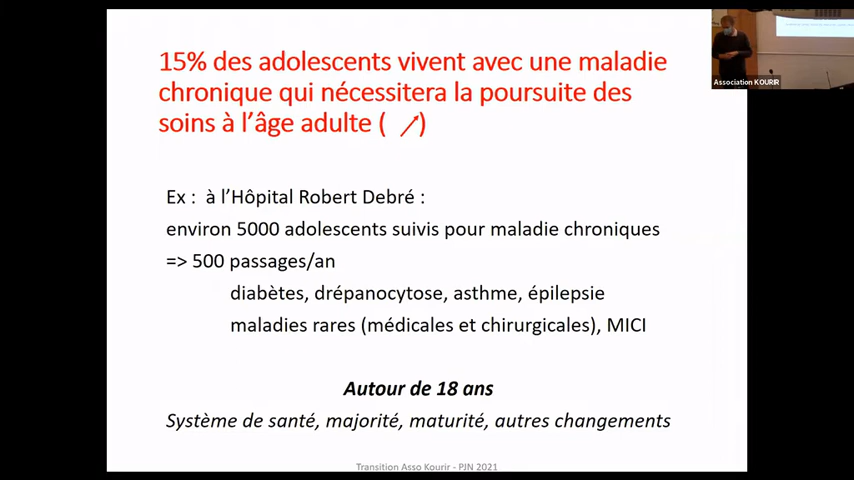 15% des adolescents vivent avec une maladie
chronique qui nécessitera la poursuite des
soins à l'âge adulte ( )
Association KOURIR
Ex : à l'Hôpital Robert Debré :
environ 5000 adolescents suivis pour maladie chroniques
=> 500 passages/an
diabètes, drépanocytose, asthme, épilepsie
maladies rares (médicales et chirurgicales), MICI
Autour de 18 ans
Système de santé, majorité, maturité, autres changements
Transition Asso Kourir - PJN 2021